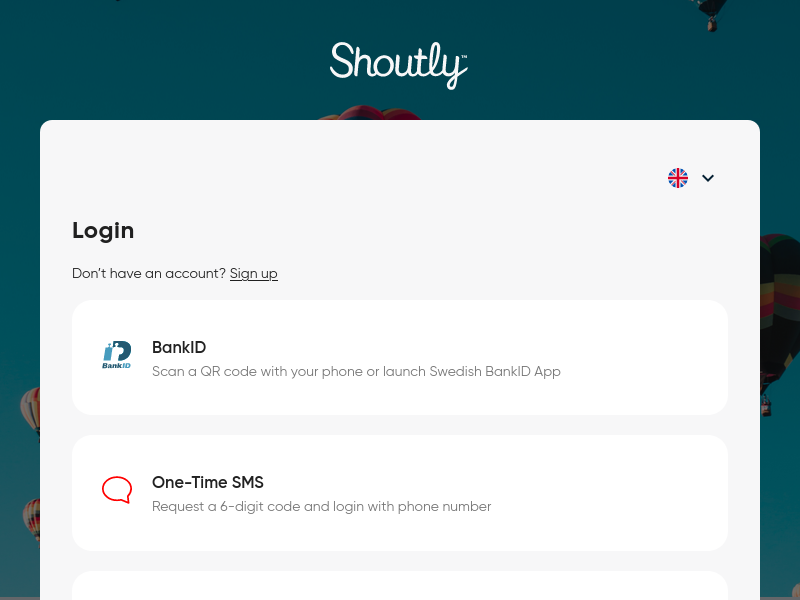 Shoutly™
Login
Don't have an account? Sign up
BankID
BankID
Scan a QR code with your phone or launch Swedish BankID App
One-Time SMS
Request a 6-digit code and login with phone number